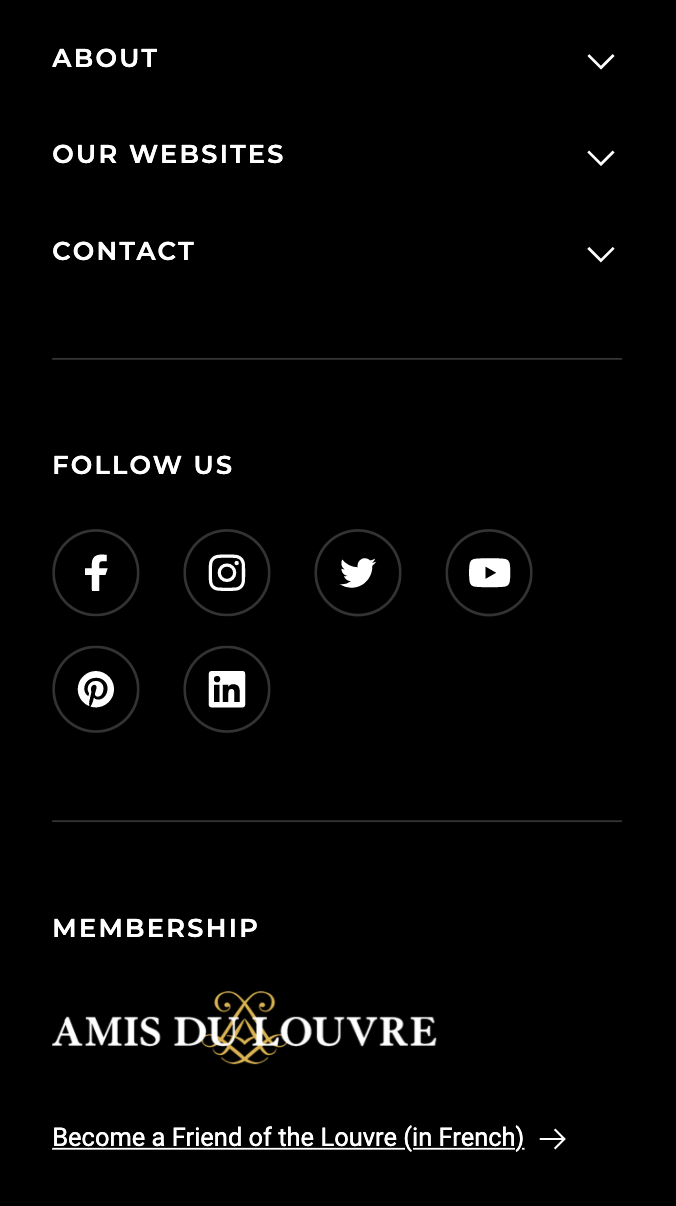 ABOUT
OUR WEBSITES
CONTACT
FOLLOW US
MEMBERSHIP
AMIS DU LOUVRE
Become a Friend of the Louvre (in French)